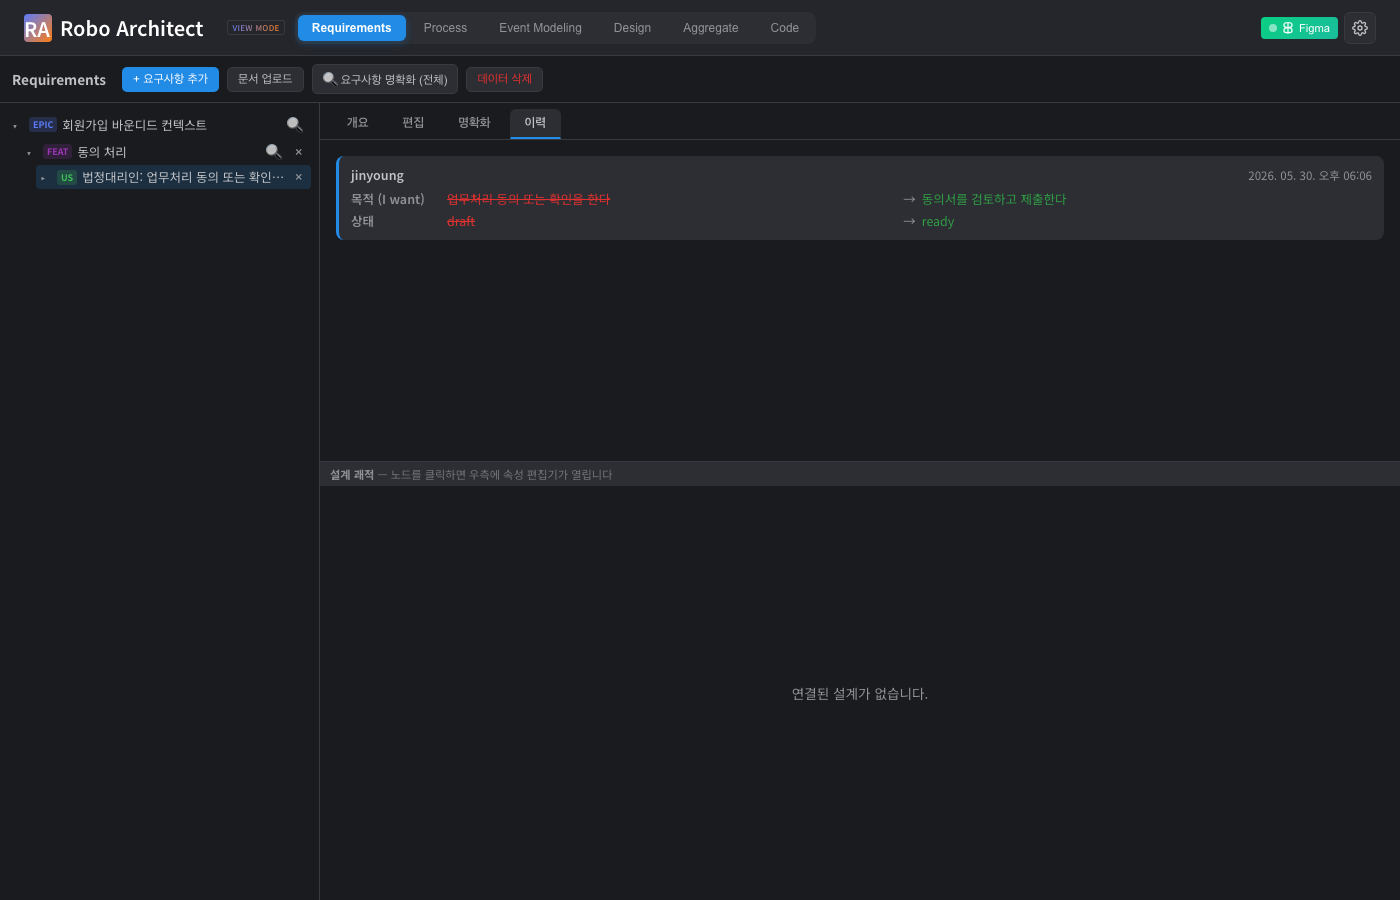 RA Robo Architect VIEW MODE Requirements Process Event Modeling Design Aggregate Code Figma
Requirements + 요구사항 추가 문서 업로드 요구사항 명확화 (전체) 데이터 삭제
EPIC 회원가입 바운디드 컨텍스트
FEAT 동의 처리 ×
US 법정대리인: 업무처리 동의 또는 확인… ×
개요 편집 명확화 이력
jinyoung 2026. 05. 30. 오후 06:06
목적 (I want) 업무처리 동의 또는 확인을 한다 → 동의서를 검토하고 제출한다
상태 draft → ready
설계 궤적 — 노드를 클릭하면 우측에 속성 편집기가 열립니다
연결된 설계가 없습니다.